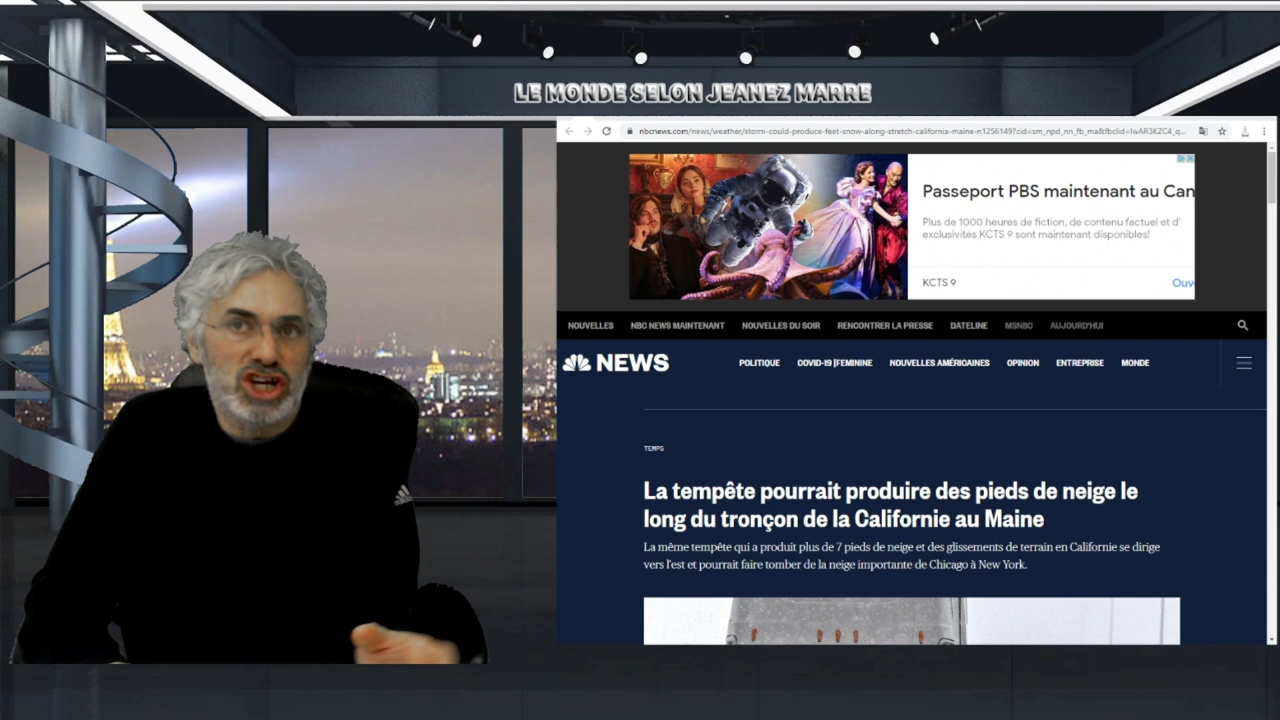 LE MONDE SELON JEANEZ MARRE
nbcnews.com/news/weather/storm-could-produce-feet-snow-along-stretch-california-maine-n1256149?cid=sm_npd_nn_fb_ma&fbclid=IwAR3KZC4_q...
Passeport PBS maintenant au Can
Plus de 1000 heures de fiction, de contenu factuel et d'
exclusivités KCTS 9 sont maintenant disponibles!
KCTS 9
Ouv
NOUVELLES NBC NEWS MAINTENANT NOUVELLES DU SOIR RENCONTRER LA PRESSE DATELINE MSNBC AUJOURD'HUI
NEWS
POLITIQUE COVID-19 |FEMININE NOUVELLES AMÉRICAINES OPINION ENTREPRISE MONDE
TEMPS
La tempête pourrait produire des pieds de neige le
long du tronçon de la Californie au Maine
La même tempête qui a produit plus de 7 pieds de neige et des glissements de terrain en Californie se dirige
vers l'est et pourrait faire tomber de la neige importante de Chicago à New York.